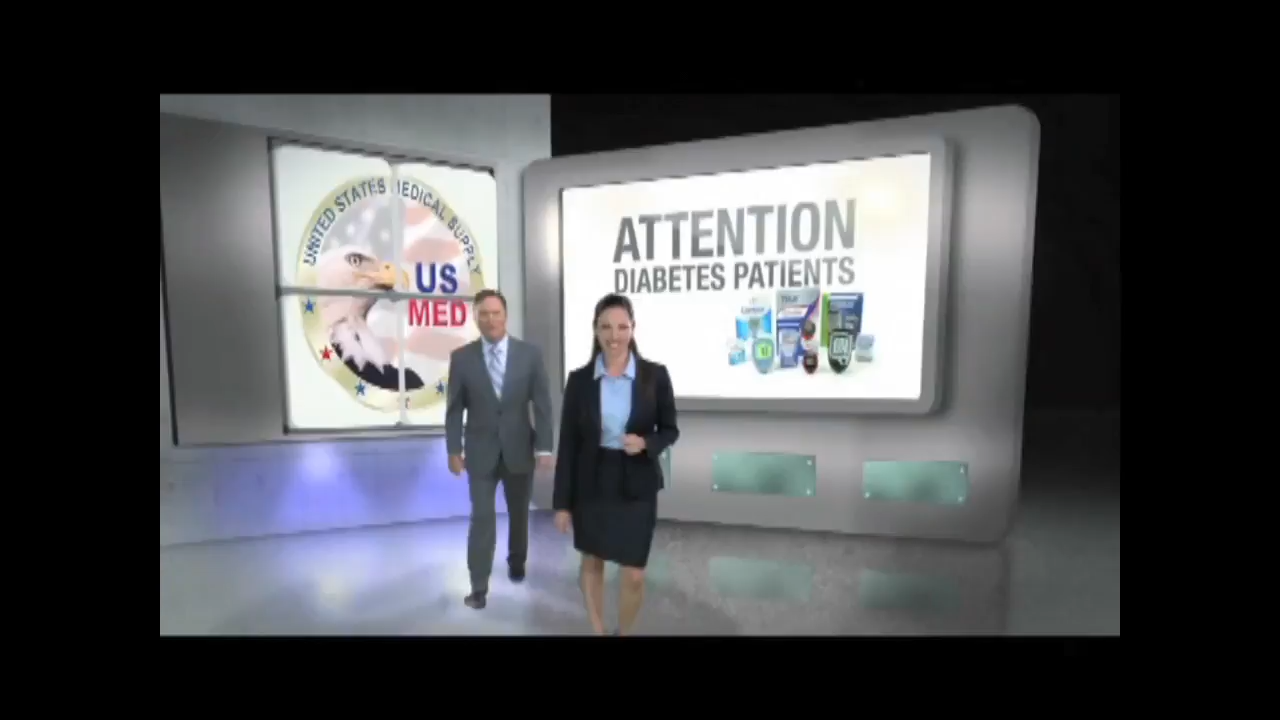 UNITED STATES MEDICAL SUPPLY
US
MED
ATTENTION
DIABETES PATIENTS